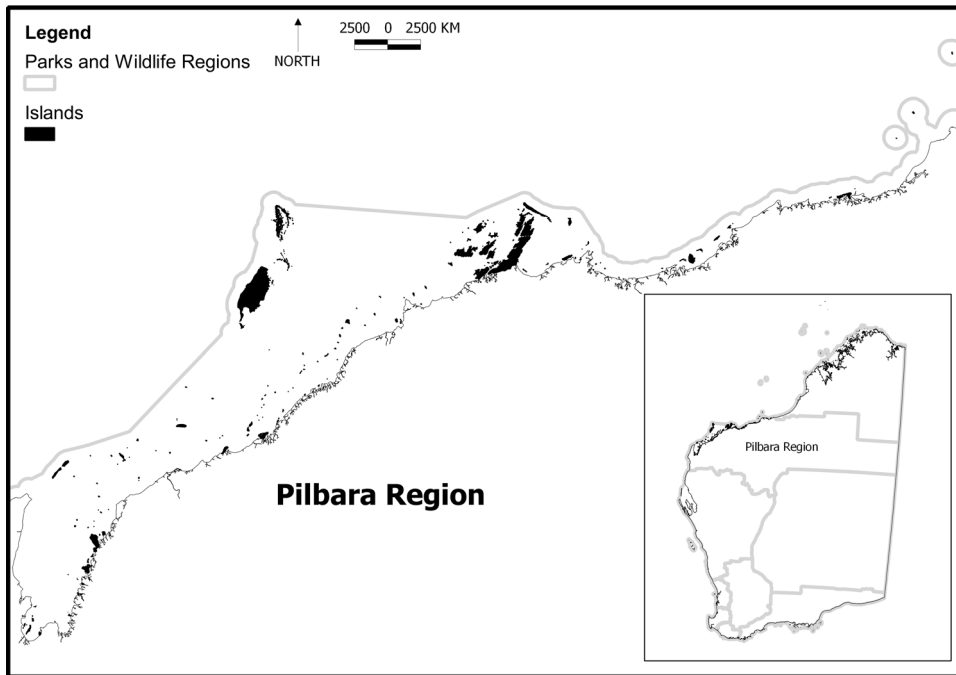 Legend
Parks and Wildlife Regions
Islands
NORTH
2500 0 2500 KM
Pilbara Region
Pilbara Region